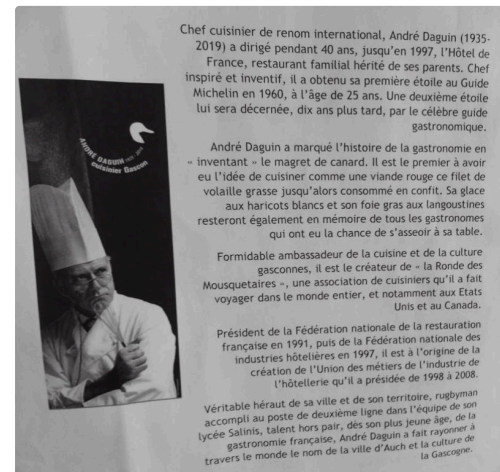 ANDRÉ DAGUIN
cuisinier Gascon
Chef cuisinier de renom international, André Daguin (1935-
2019) a dirigé pendant 40 ans, jusqu'en 1997, l'Hôtel de
France, restaurant familial hérité de ses parents. Chef
inspiré et inventif, il a obtenu sa première étoile au Guide
Michelin en 1960, à l'âge de 25 ans. Une deuxième étoile
lui sera décernée, dix ans plus tard, par le célèbre guide
gastronomique.
André Daguin a marqué l'histoire de la gastronomie en
« inventant » le magret de canard. Il est le premier à avoir
eu l'idée de cuisiner comme une viande rouge ce filet de
volaille grasse jusqu'alors consommé en confit. Sa glace
aux haricots blancs et son foie gras aux langoustines
resteront également en mémoire de tous les gastronomes
qui ont eu la chance de s'asseoir à sa table.
Formidable ambassadeur de la cuisine et de la culture
gasconnes, il est le créateur de « la Ronde des
Mousquetaires », une association de cuisiniers qu'il a fait
voyager dans le monde entier, et notamment aux Etats
Unis et au Canada.
Président de la Fédération nationale de la restauration
française en 1991, puis de la Fédération nationale des
industries hôtelières en 1997, il est à l'origine de la
création de l'Union des métiers de l'industrie de
l'hôtellerie qu'il a présidée de 1998 à 2008.
Véritable héraut de sa ville et de son territoire, rugbyman
accompli au poste de deuxième ligne dans l'équipe de son
lycée Salinis, talent hors pair, dès son plus jeune âge, de la
gastronomie française, André Daguin a fait rayonner à
travers le monde le nom de la ville d'Auch et la culture de
la Gascogne.